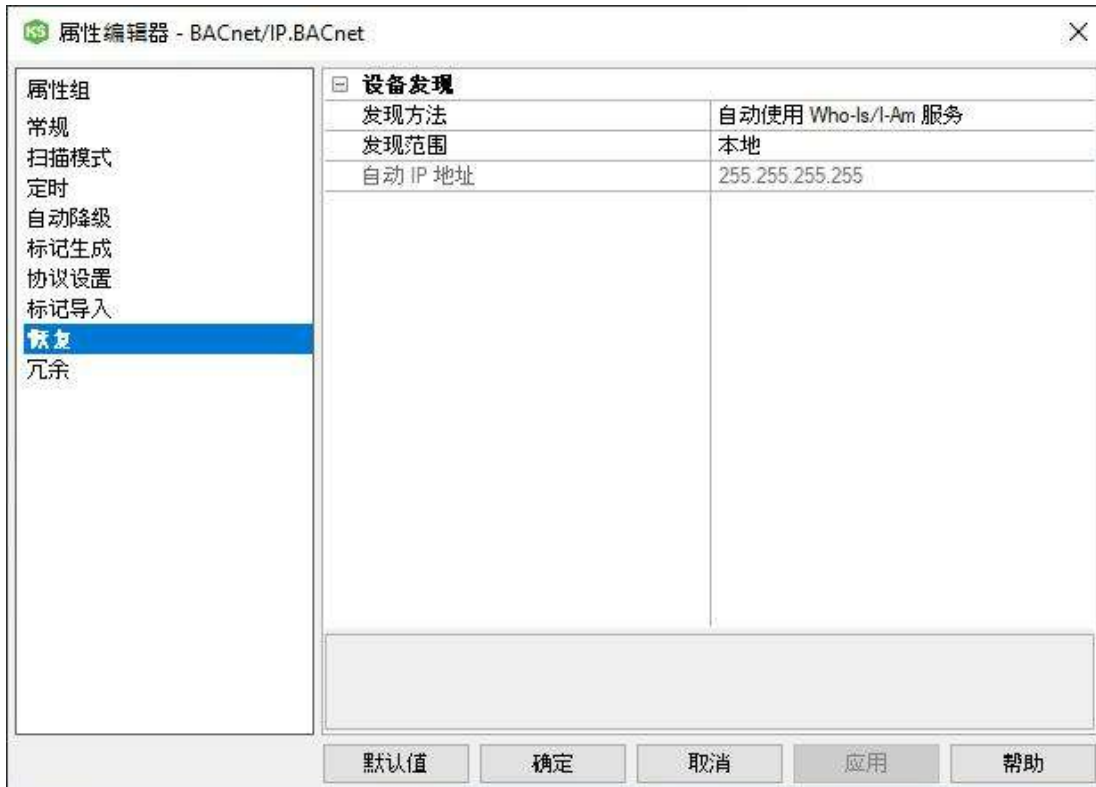 属性编辑器 - BACnet/IP.BACnet
属性组
常规
扫描模式
定时
自动降级
标记生成
协议设置
标记导入
恢复
冗余
设备发现
发现方法 自动使用 Who-Is/I-Am 服务
发现范围 本地
自动 IP 地址 255.255.255.255
默认值 确定 取消 应用 帮助